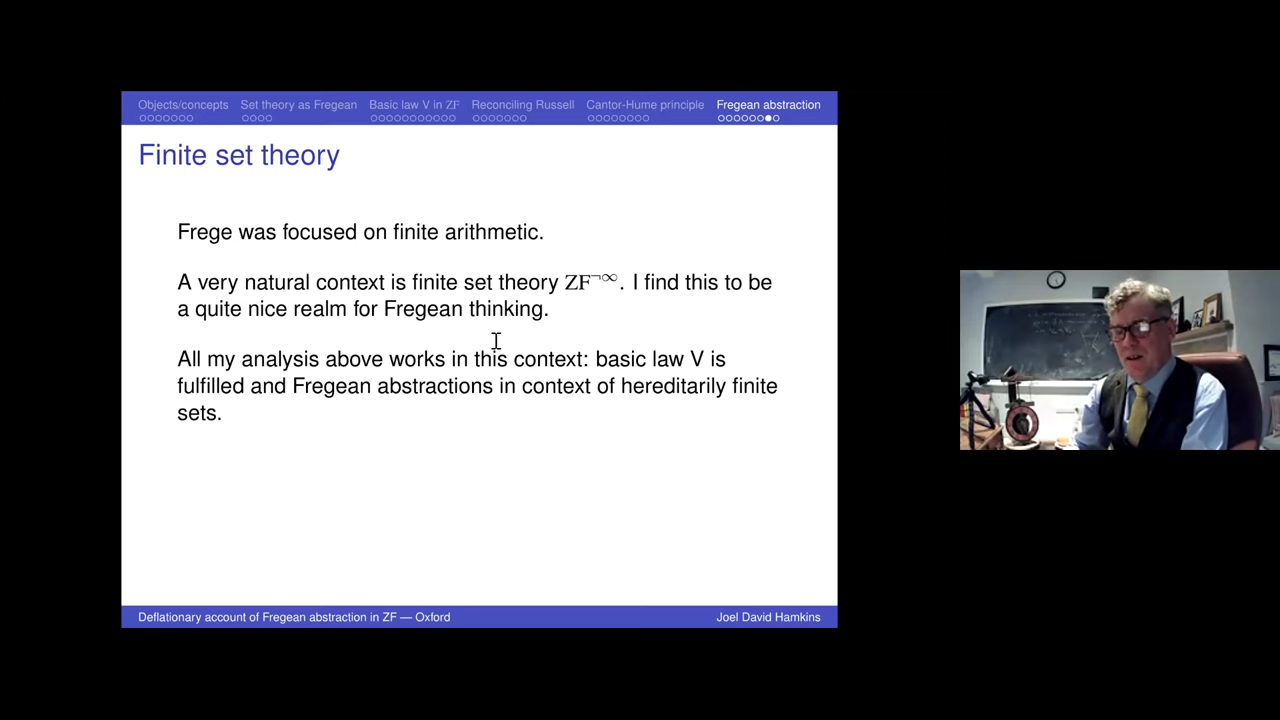 Objects/concepts Set theory as Fregean Basic law V in ZF Reconciling Russell Cantor-Hume principle Fregean abstraction
Finite set theory
Frege was focused on finite arithmetic.
A very natural context is finite set theory ZF¬∞. I find this to be
a quite nice realm for Fregean thinking.
All my analysis above works in this context: basic law V is
fulfilled and Fregean abstractions in context of hereditarily finite
sets.
Deflationary account of Fregean abstraction in ZF — Oxford Joel David Hamkins